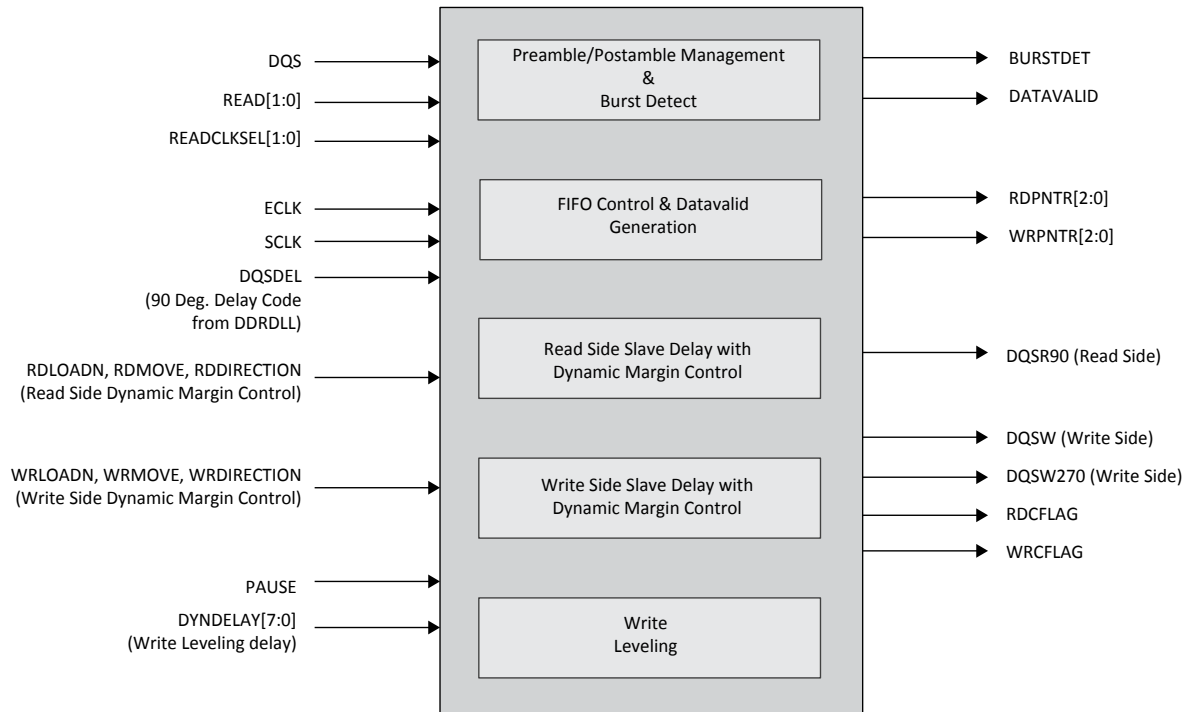 DQS
READ[1:0]
READCLKSEL[1:0]
ECLK
SCLK
DQSDEL
(90 Deg. Delay Code
from DDRDLL)
RDLOADN, RDMOVE, RDDIRECTION
(Read Side Dynamic Margin Control)
WRLOADN, WRMOVE, WRDIRECTION
(Write Side Dynamic Margin Control)
PAUSE
DYNDELAY[7:0]
(Write Leveling delay)
Preamble/Postamble Management
&
Burst Detect
FIFO Control & Datavalid
Generation
Read Side Slave Delay with
Dynamic Margin Control
Write Side Slave Delay with
Dynamic Margin Control
Write
Leveling
BURSTDET
DATAVALID
RDPNTR[2:0]
WRPNTR[2:0]
DQSR90 (Read Side)
DQSW (Write Side)
DQSW270 (Write Side)
RDCFLAG
WRCFLAG